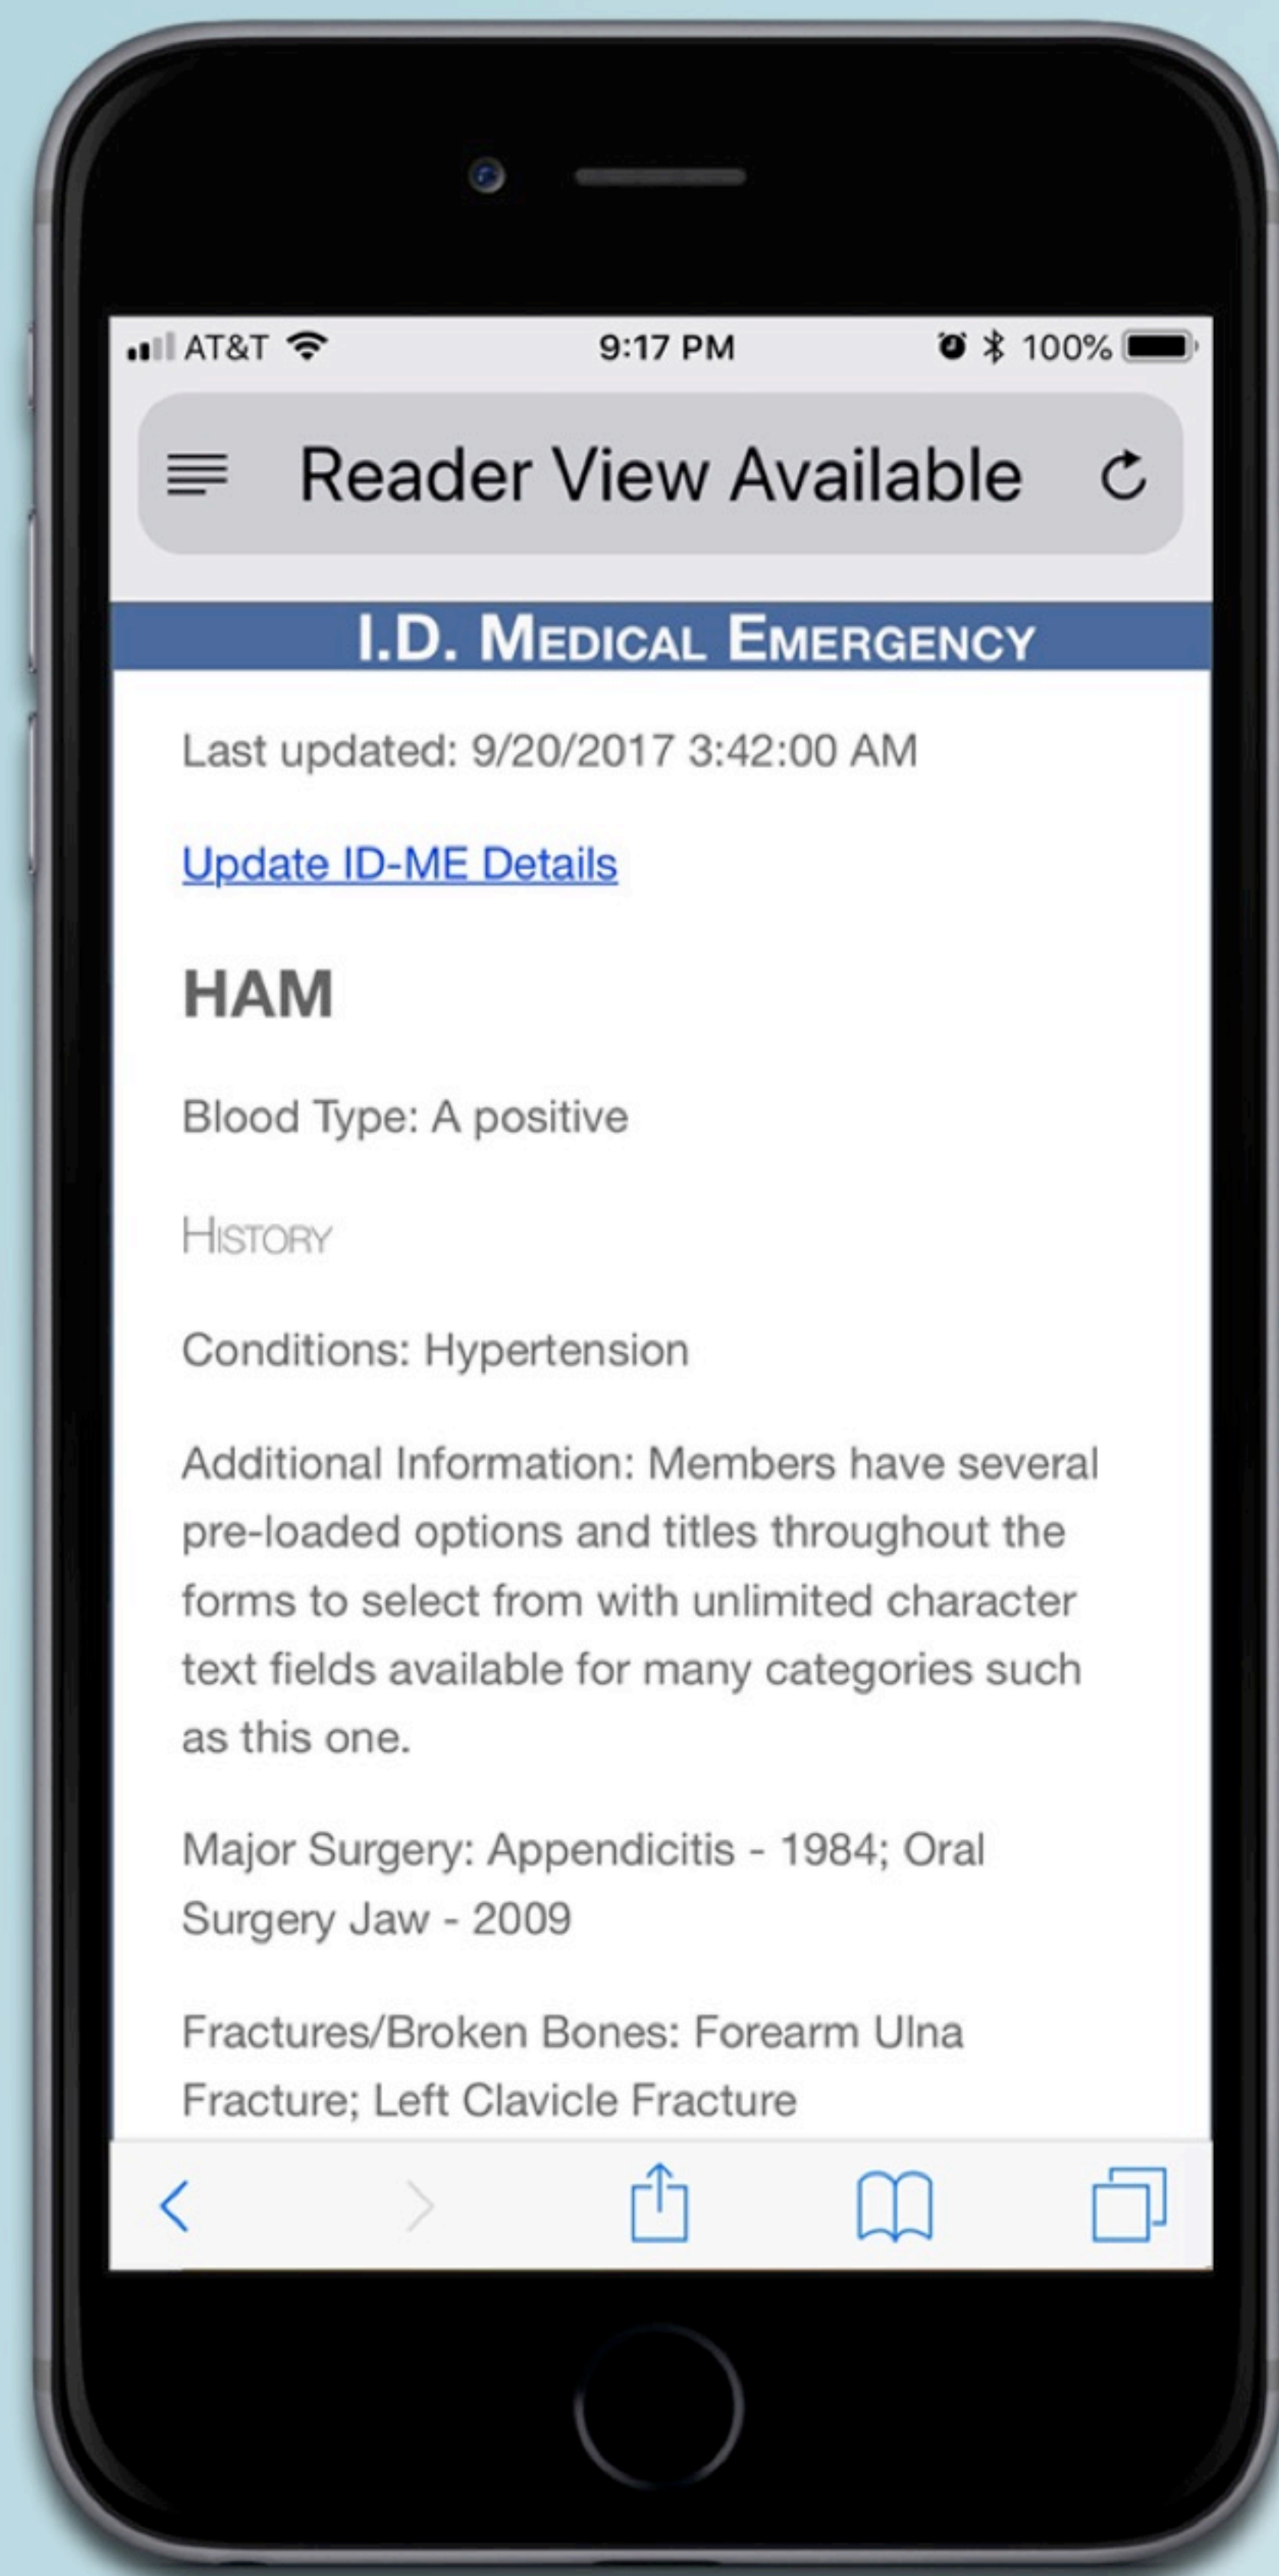 AT&T 9:17 PM 100%
Reader View Available
I.D. MEDICAL EMERGENCY
Last updated: 9/20/2017 3:42:00 AM
Update ID-ME Details
HAM
Blood Type: A positive
HISTORY
Conditions: Hypertension
Additional Information: Members have several
pre-loaded options and titles throughout the
forms to select from with unlimited character
text fields available for many categories such
as this one.
Major Surgery: Appendicitis - 1984; Oral
Surgery Jaw - 2009
Fractures/Broken Bones: Forearm Ulna
Fracture; Left Clavicle Fracture